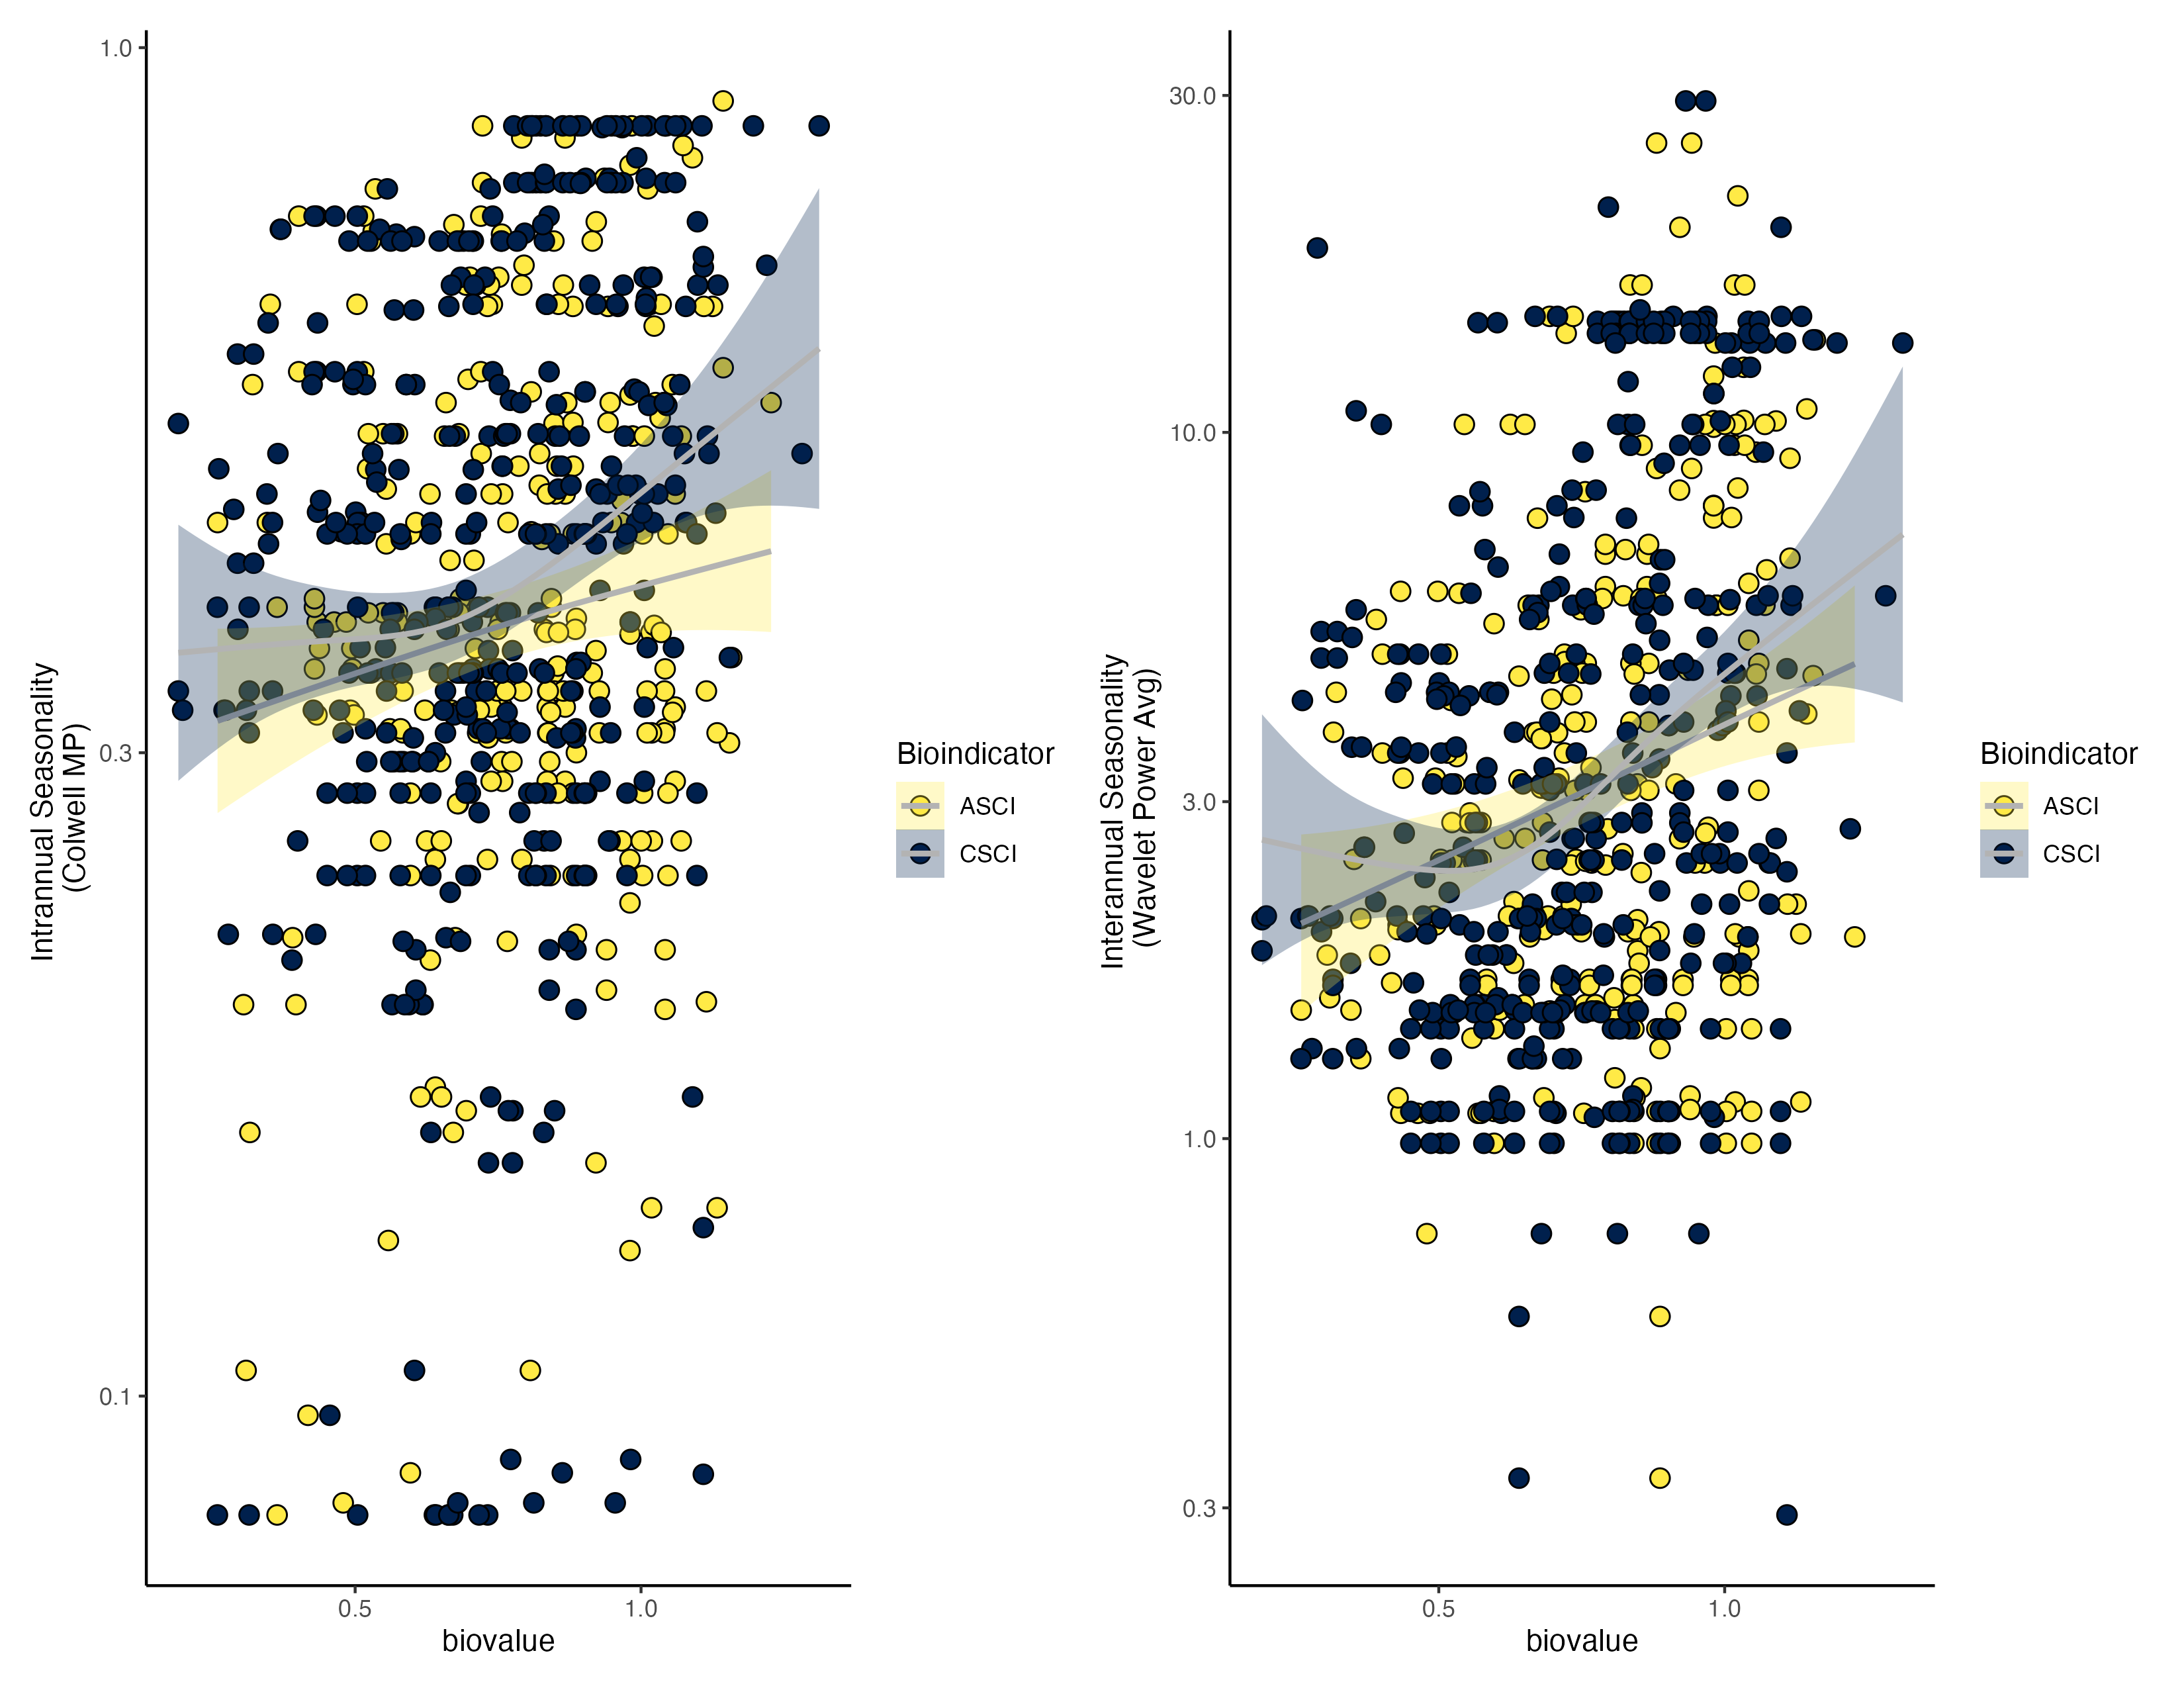 Intrannual Seasonality
(Colwell MP)
1.0
0.3
0.1
0.5
1.0
biovalue
Bioindicator
ASCI
CSCI
Interannual Seasonality
(Wavelet Power Avg)
30.0
10.0
3.0
1.0
0.3
0.5
1.0
biovalue
Bioindicator
ASCI
CSCI